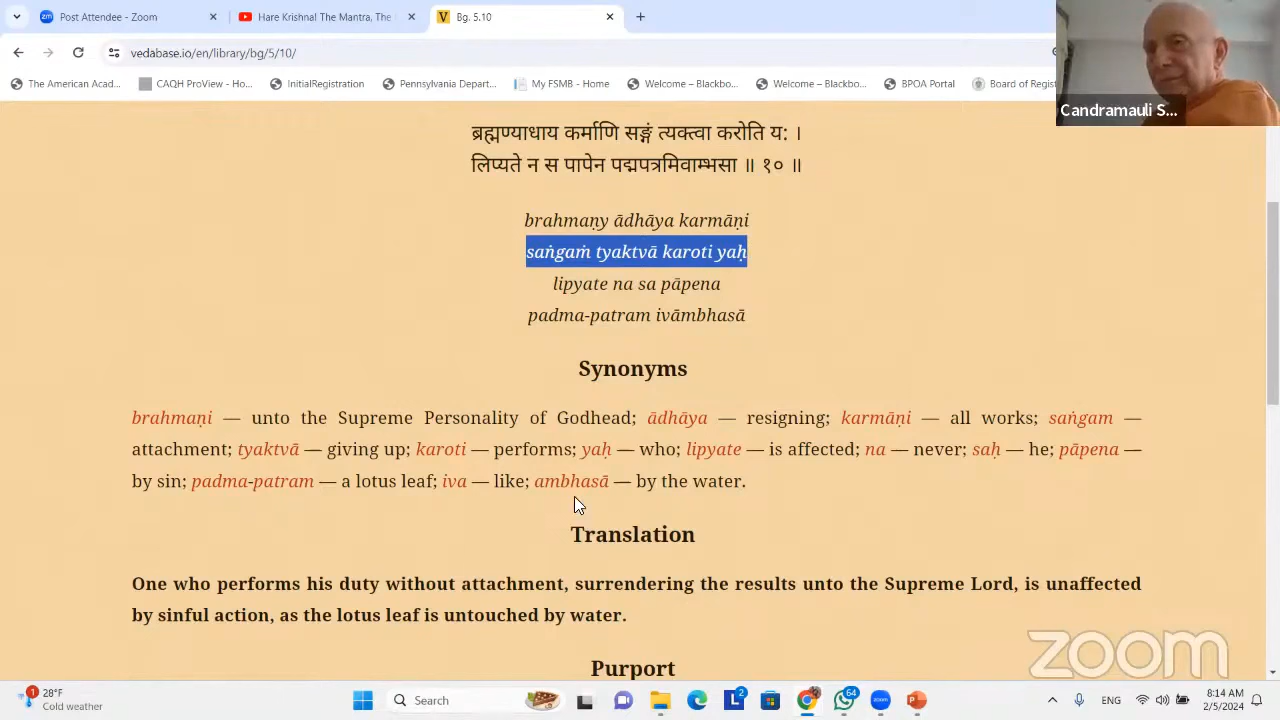 Post Attendee - Zoom
Hare Krishna! The Mantra, The
Bg. 5.10
vedabase.io/en/library/bg/5/10/
The American Acad...
CAQH ProView - Ho...
InitialRegistration
Pennsylvania Depart...
My FSMB - Home
Welcome – Blackbo...
Welcome – Blackbo...
BPOA Portal
Board of Regis
Candramauli S...
ब्रह्मण्याधाय कर्माणि सङ्गं त्यक्त्वा करोति य: ।
लिप्यते न स पापेन पद्मपत्रमिवाम्भसा ॥ १० ॥
brahmaṇy ādhāya karmāṇi
saṅgaṁ tyaktvā karoti yaḥ
lipyate na sa pāpena
padma-patram ivāmbhasā
Synonyms
brahmaṇi — unto the Supreme Personality of Godhead; ādhāya — resigning; karmāṇi — all works; saṅgam —
attachment; tyaktvā — giving up; karoti — performs; yaḥ — who; lipyate — is affected; na — never; saḥ — he; pāpena —
by sin; padma-patram — a lotus leaf; iva — like; ambhasā — by the water.
Translation
One who performs his duty without attachment, surrendering the results unto the Supreme Lord, is unaffected
by sinful action, as the lotus leaf is untouched by water.
Purport
zoom
1
28°F
Cold weather
Search
2
64
ENG
8:14 AM
2/5/2024